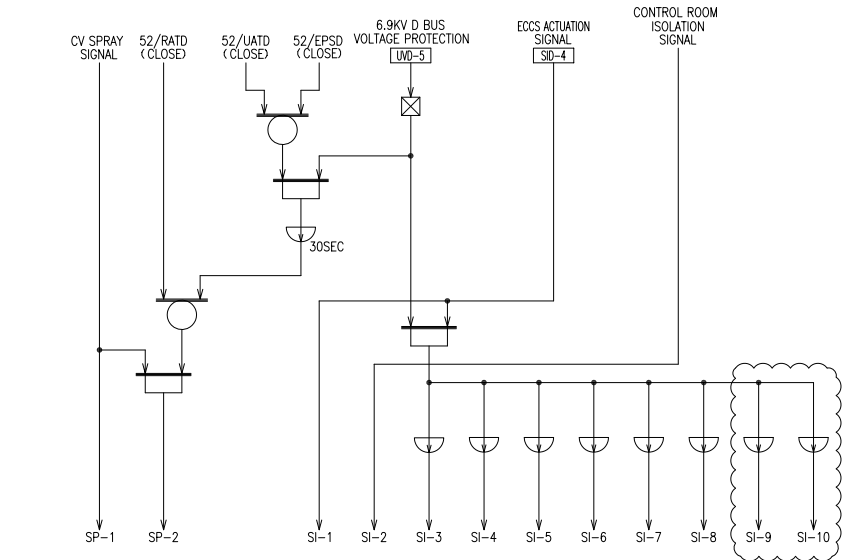 CV SPRAY
SIGNAL
52/RATD
(CLOSE)
52/UATD
(CLOSE)
52/EPSD
(CLOSE)
6.9KV D BUS
VOLTAGE PROTECTION
UVD-5
ECCS ACTUATION
SIGNAL
SID-4
CONTROL ROOM
ISOLATION
SIGNAL
30SEC
SP-1
SP-2
SI-1
SI-2
SI-3
SI-4
SI-5
SI-6
SI-7
SI-8
SI-9
SI-10